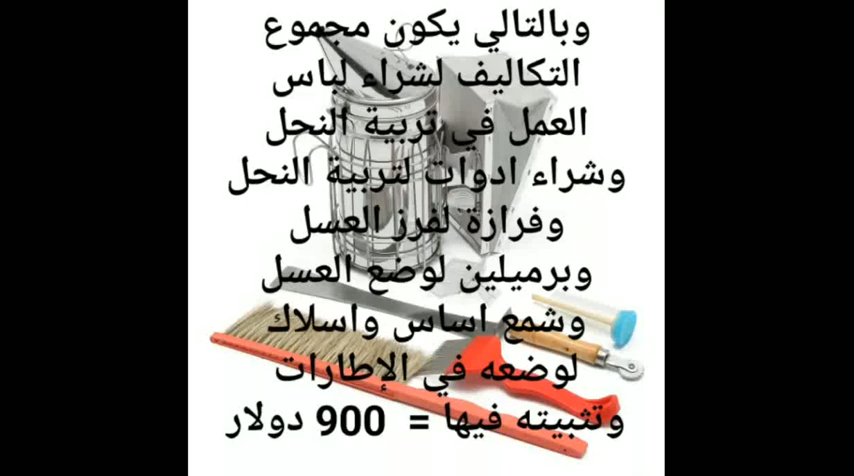 وبالتالي يكون مجموع
التكاليف لشراء لباس
العمل في تربية النحل
وشراء ادوات لتربية النحل
وفرازة لفرز العسل
وبرميلين لوضع العسل
وشمع اساس واسلاك
لوضعه في الإطارات
وتثبيته فيها = 900 دولار